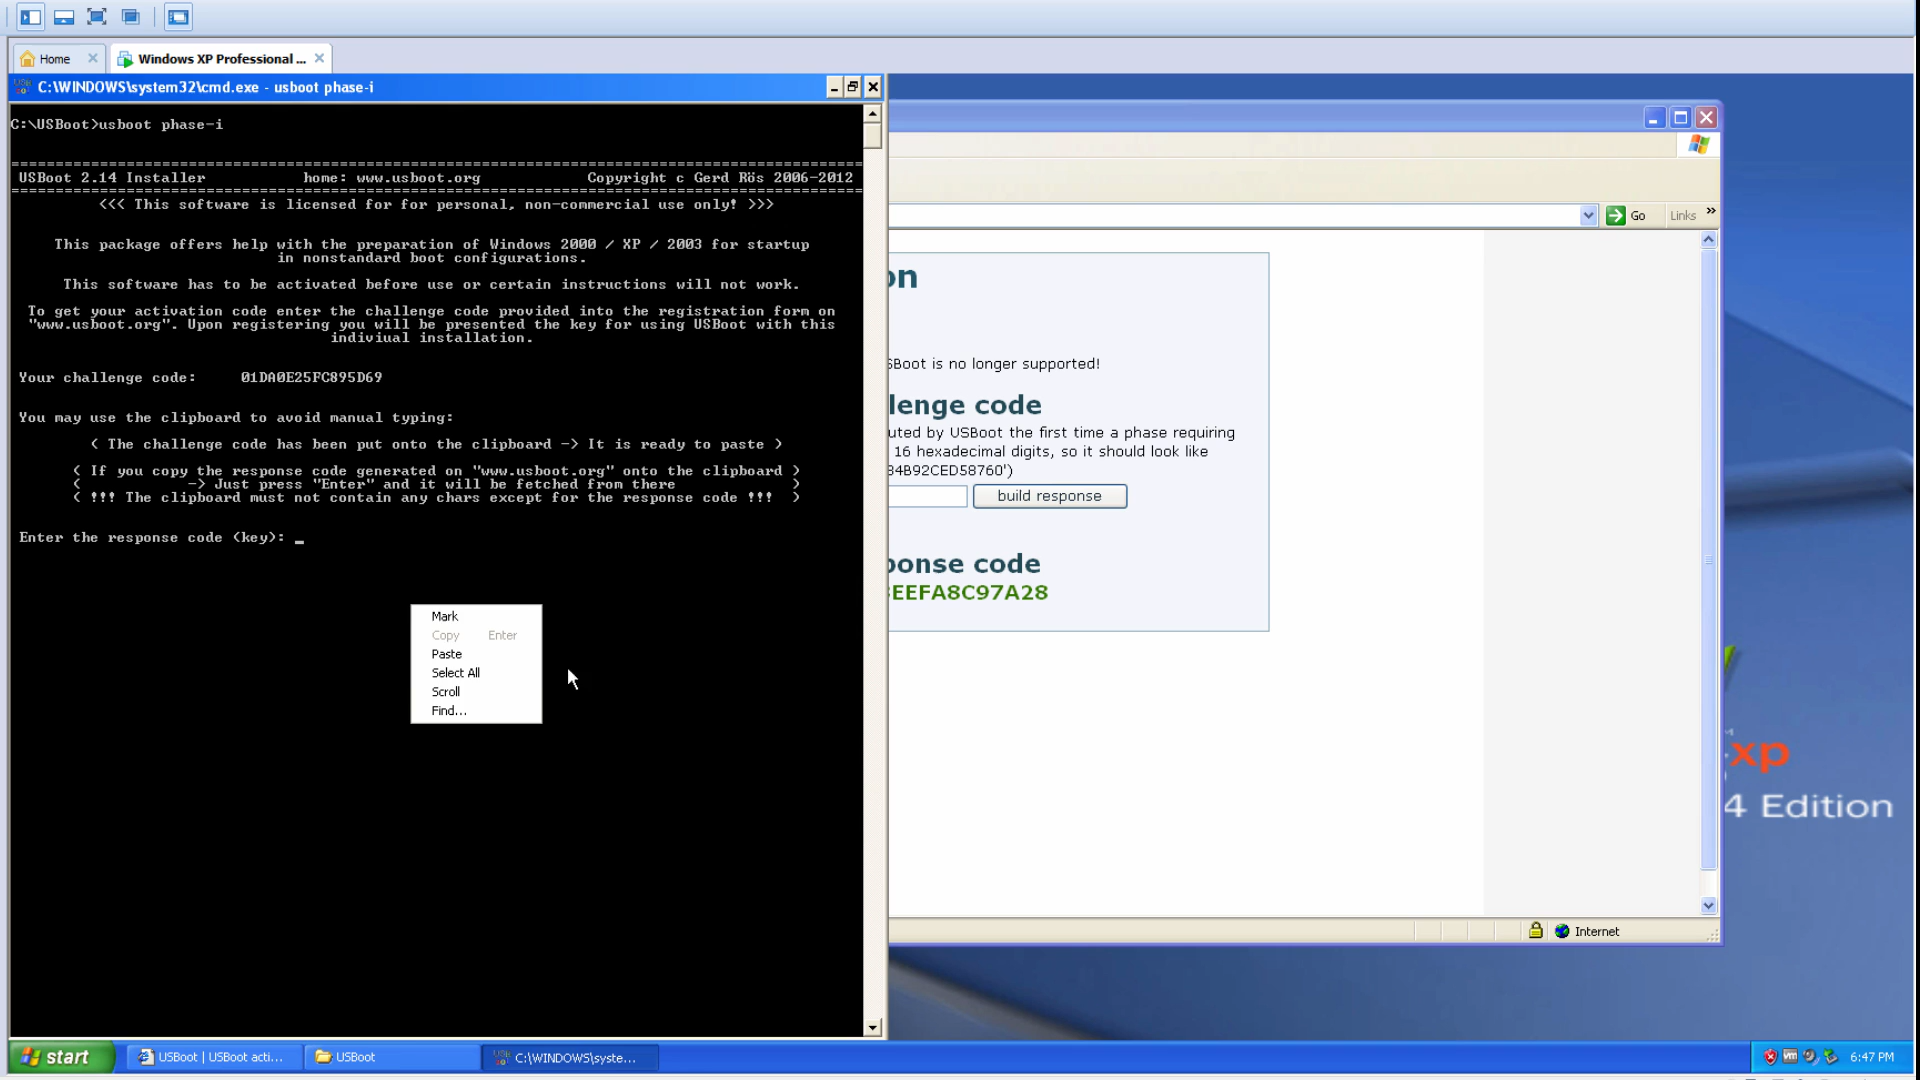 Home
Windows XP Professional ...
C:\WINDOWS\system32\cmd.exe - usboot phase-i
C:\USBoot>usboot phase-i
USBoot 2.14 Installer home: www.usboot.org Copyright c Gerd Rös 2006-2012
<<< This software is licensed for for personal, non-commercial use only! >>>
This package offers help with the preparation of Windows 2000 / XP / 2003 for startup
in nonstandard boot configurations.
This software has to be activated before use or certain instructions will not work.
To get your activation code enter the challenge code provided into the registration form on
"www.usboot.org". Upon registering you will be presented the key for using USBoot with this
indiviual installation.
Your challenge code: 01DA0E25FC895D69
You may use the clipboard to avoid manual typing:
( The challenge code has been put onto the clipboard -> It is ready to paste )
( If you copy the response code generated on "www.usboot.org" onto the clipboard )
( -> Just press "Enter" and it will be fetched from there )
( !!! The clipboard must not contain any chars except for the response code !!! )
Enter the response code (key): _
Mark
Copy Enter
Paste
Select All
Scroll
Find...
Go
Links »
on
SBoot is no longer supported!
lenge code
uted by USBoot the first time a phase requiring
16 hexadecimal digits, so it should look like
84B92CED58760')
build response
ponse code
EEFA8C97A28
Internet
xp
4 Edition
start
USBoot | USBoot acti...
USBoot
C:\WINDOWS\syste...
6:47 PM